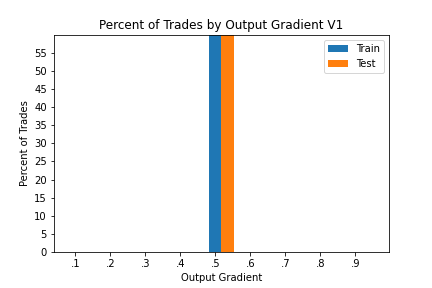 Percent of Trades by Output Gradient V1
Train
Test
55
50
45
40
35
30
25
20
15
10
5
0
Percent of Trades
.1 .2 .3 .4 .5 .6 .7 .8 .9
Output Gradient